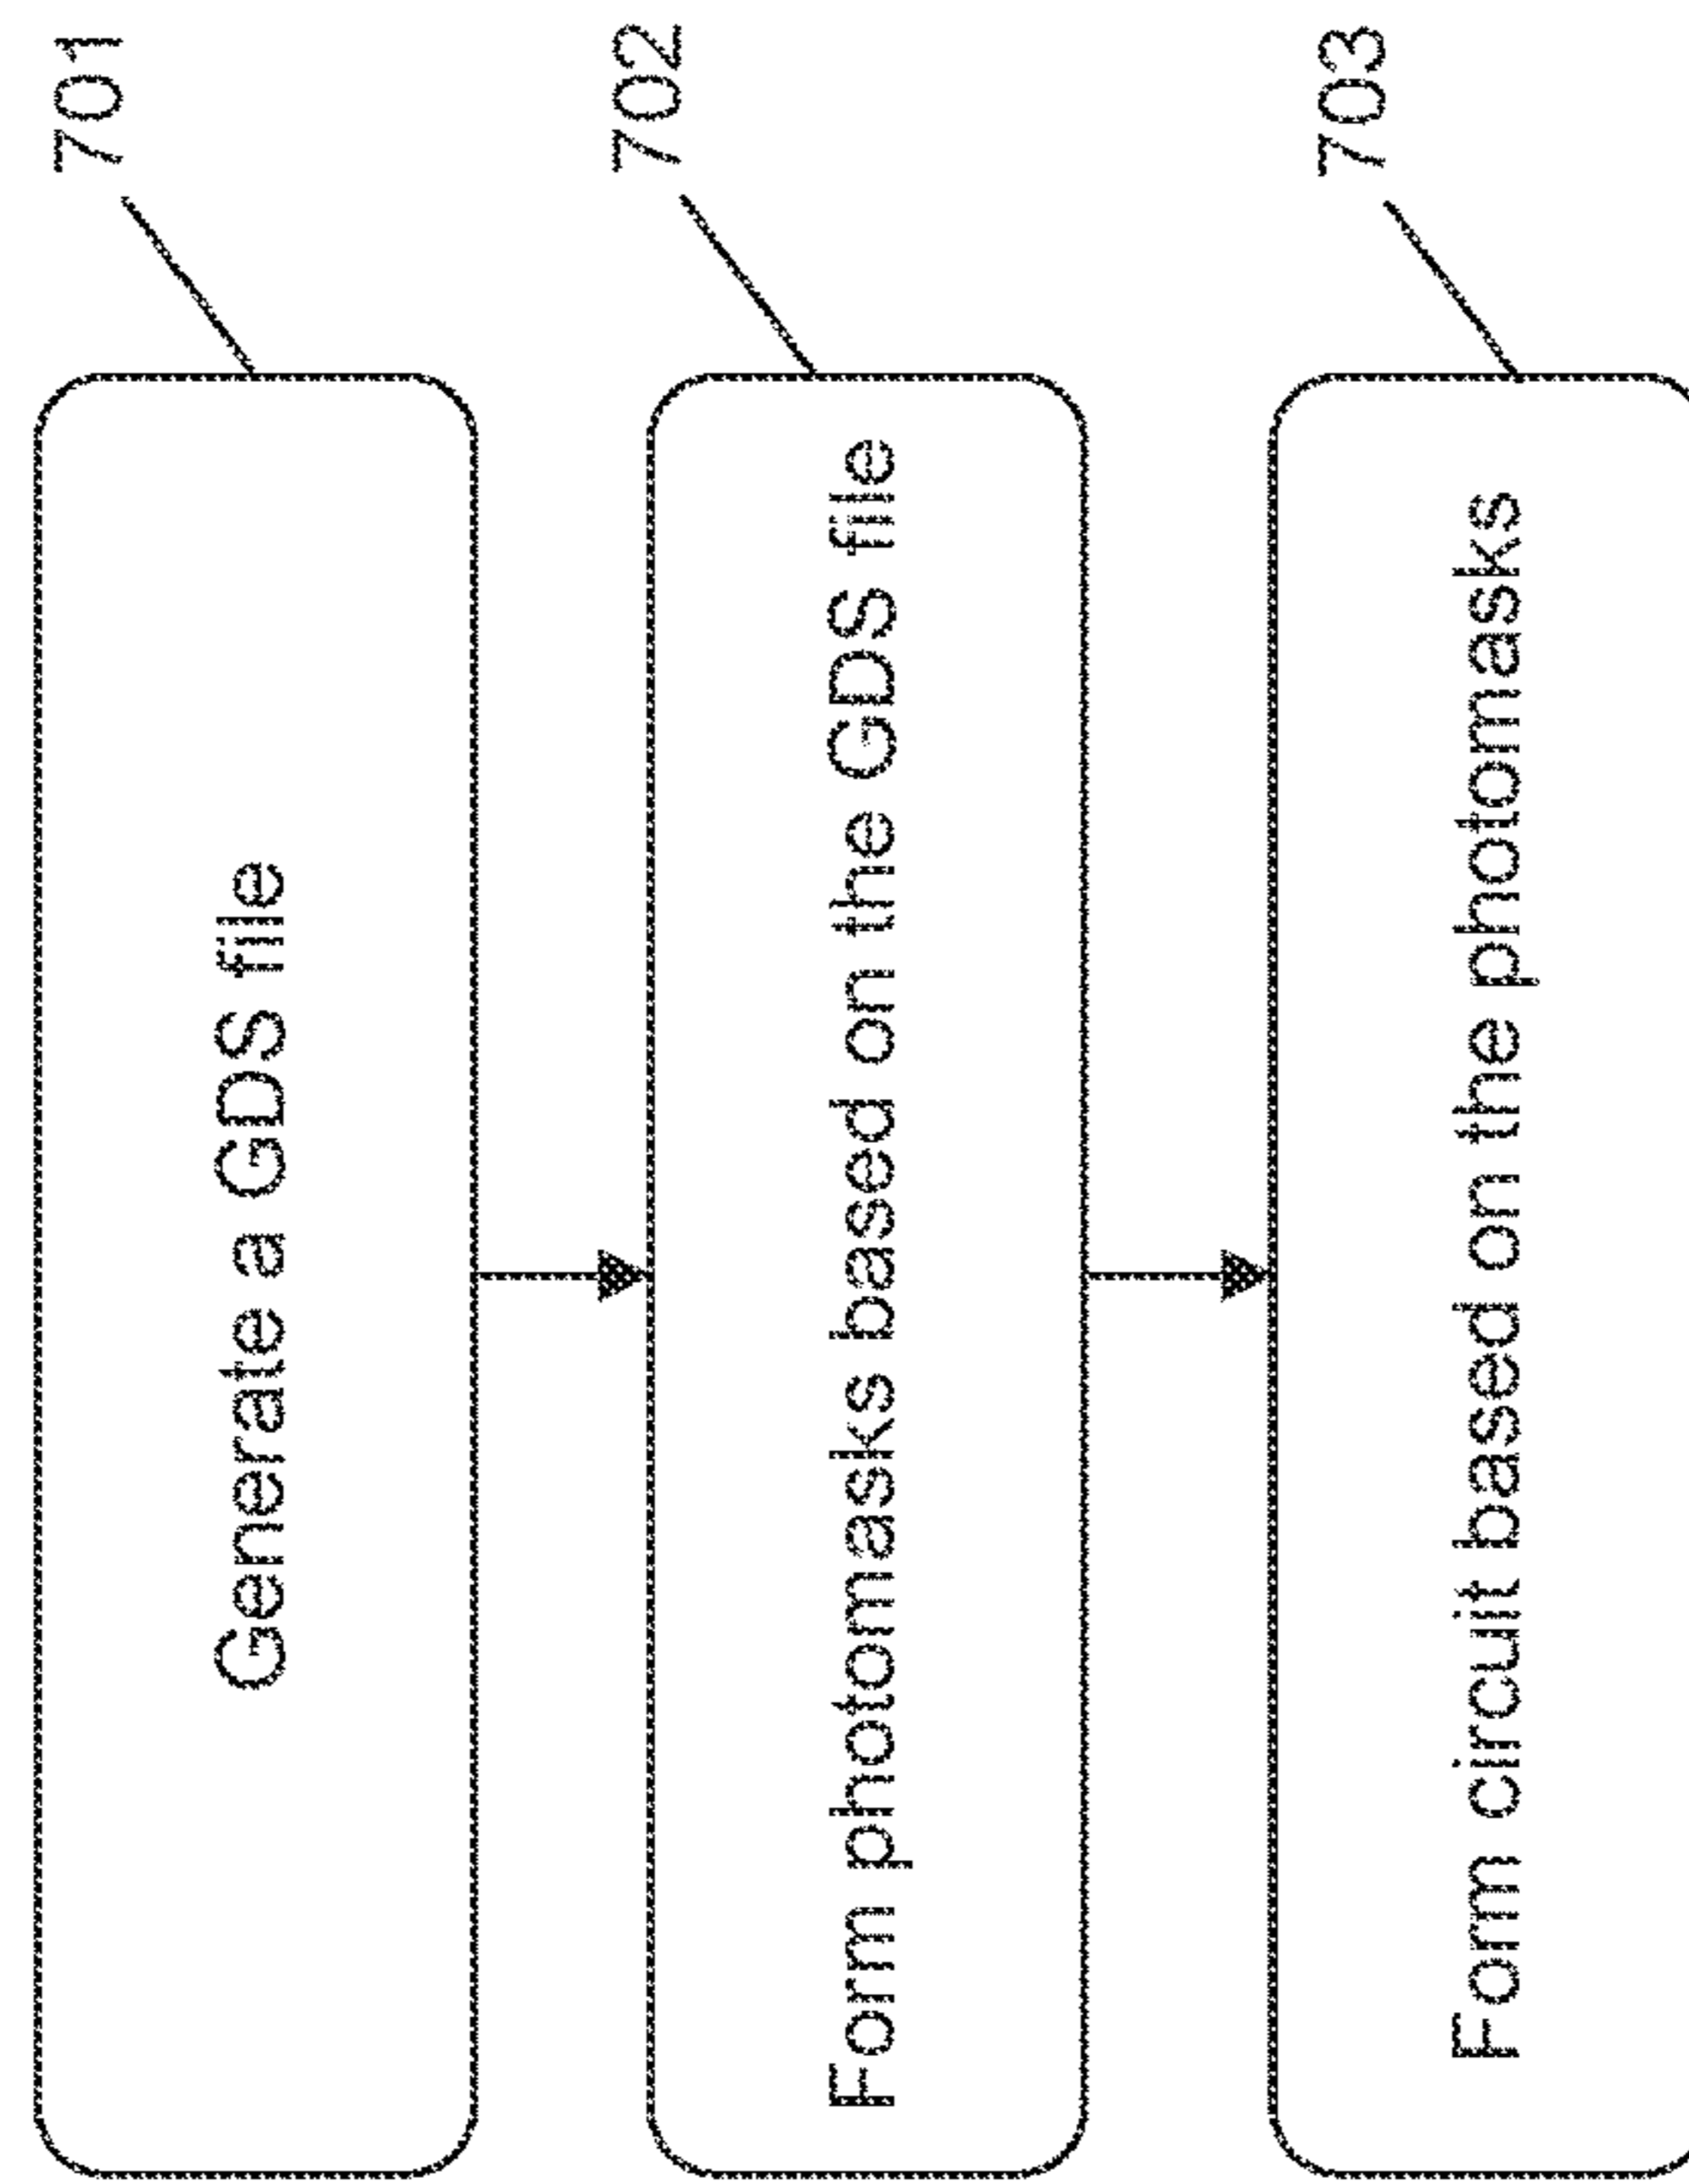 701
Generate a GDS file
702
Form photomasks based on the GDS file
703
Form circuit based on the photomasks